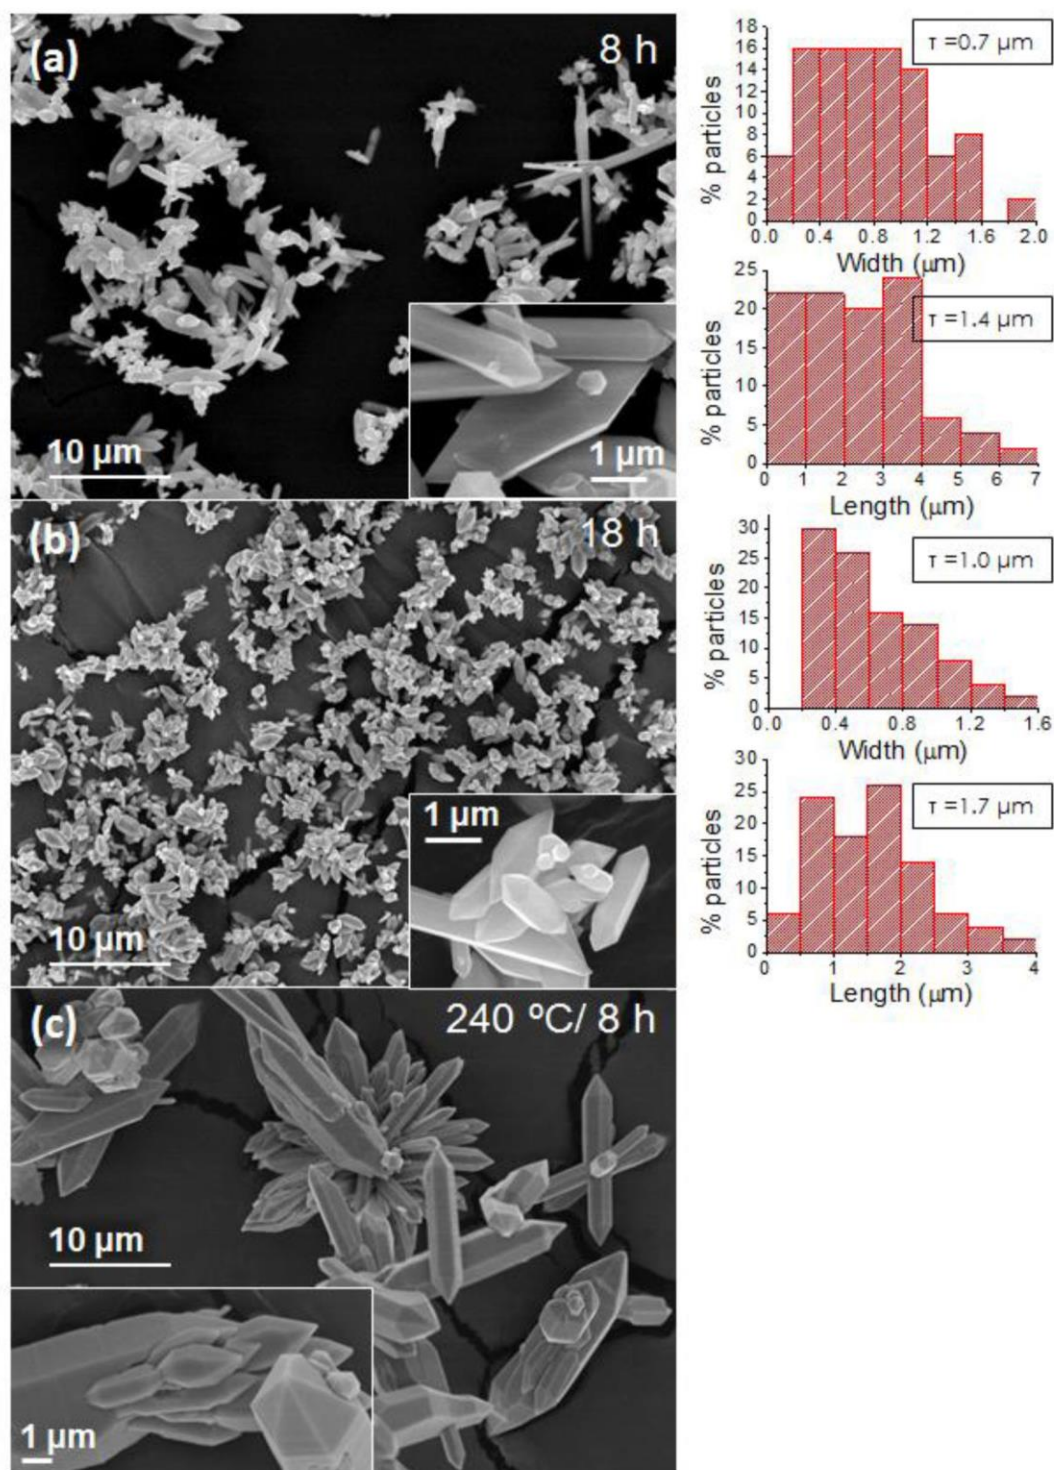 (a)
8 h
10 µm
1 µm
% particles
18
16
14
12
10
8
6
4
2
0
τ =0.7 µm
0.0 0.4 0.8 1.2 1.6 2.0
Width (µm)
% particles
25
20
15
10
5
0
τ =1.4 µm
0 1 2 3 4 5 6 7
Length (µm)
(b)
18 h
10 µm
1 µm
% particles
30
25
20
15
10
5
0
τ =1.0 µm
0.0 0.4 0.8 1.2 1.6
Width (µm)
% particles
30
25
20
15
10
5
0
τ =1.7 µm
0 1 2 3 4
Length (µm)
(c)
240 ºC/ 8 h
10 µm
1 µm